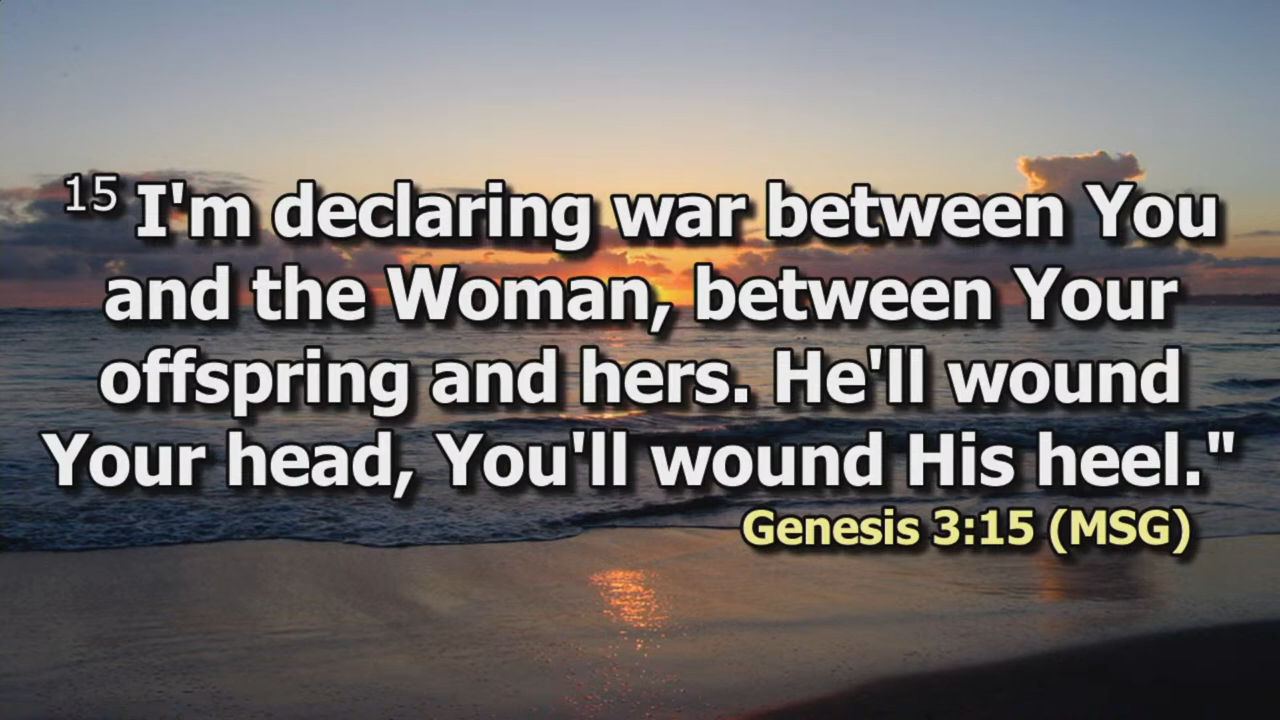 15 I'm declaring war between You
and the Woman, between Your
offspring and hers. He'll wound
Your head, You'll wound His heel."
Genesis 3:15 (MSG)